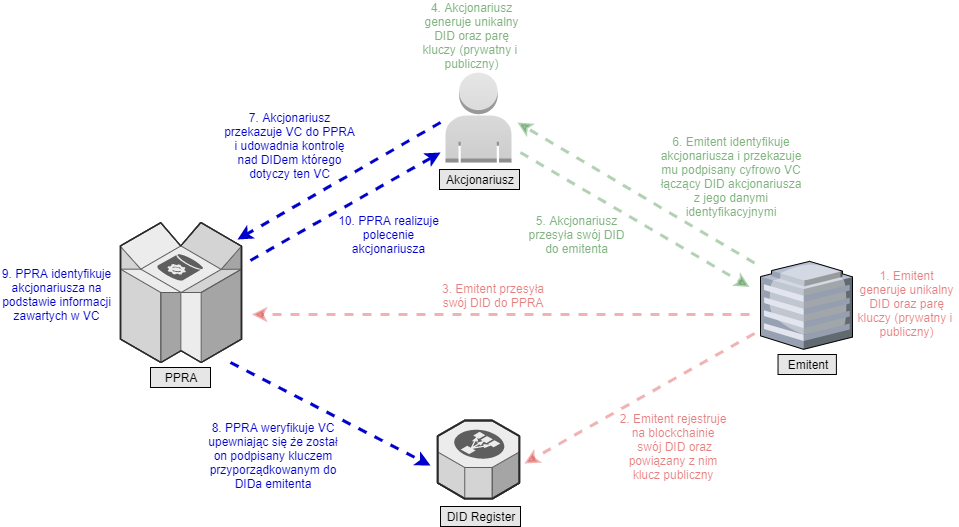 4. Akcjonariusz
generuje unikalny
DID oraz parę
kluczy (prywatny i
publiczny)
7. Akcjonariusz
przekazuje VC do PPRA
i udowadnia kontrolę
nad DIDem którego
dotyczy ten VC
6. Emitent identyfikuje
akcjonariusza i przekazuje
mu podpisany cyfrowo VC
łączący DID akcjonariusza
z jego danymi
identyfikacyjnymi
Akcjonariusz
10. PPRA realizuje
polecenie
akcjonariusza
5. Akcjonariusz
przesyła swój DID
do emitenta
9. PPRA identyfikuje
akcjonariusza na
podstawie informacji
zawartych w VC
3. Emitent przesyła
swój DID do PPRA
1. Emitent
generuje unikalny
DID oraz parę
kluczy (prywatny i
publiczny)
PPRA
Emitent
8. PPRA weryfikuje VC
upewniając się że został
on podpisany kluczem
przyporządkowanym do
DIDa emitenta
2. Emitent rejestruje
na blockchainie
swój DID oraz
powiązany z nim
klucz publiczny
DID Register